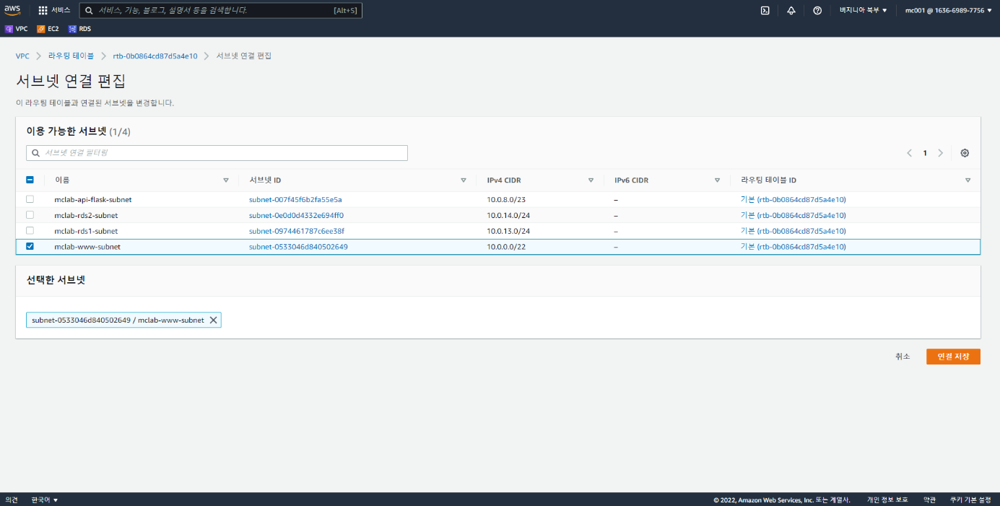 aws 서비스 서비스, 기능, 블로그, 설명서 등을 검색합니다. [Alt+S] 버지니아 북부 ▼ mc001 @ 1636-6989-7756 ▼
VPC EC2 RDS
VPC > 라우팅 테이블 > rtb-0b0864cd87d5a4e10 > 서브넷 연결 편집
서브넷 연결 편집
이 라우팅 테이블과 연결된 서브넷을 변경합니다.
이용 가능한 서브넷 (1/4)
서브넷 연결 필터링 < 1 >
이름 서브넷 ID IPv4 CIDR IPv6 CIDR 라우팅 테이블 ID
mclab-api-flask-subnet subnet-007f45f6b2fa55e5a 10.0.8.0/23 – 기본 (rtb-0b0864cd87d5a4e10)
mclab-rds2-subnet subnet-0e0d0d4332e694ff0 10.0.14.0/24 – 기본 (rtb-0b0864cd87d5a4e10)
mclab-rds1-subnet subnet-0974461787c6ee38f 10.0.13.0/24 – 기본 (rtb-0b0864cd87d5a4e10)
mclab-www-subnet subnet-0533046d840502649 10.0.0.0/22 – 기본 (rtb-0b0864cd87d5a4e10)
선택한 서브넷
subnet-0533046d840502649 / mclab-www-subnet
취소 연결 저장
의견 한국어 ▼ © 2022, Amazon Web Services, Inc. 또는 계열사. 개인 정보 보호 약관 쿠키 기본 설정